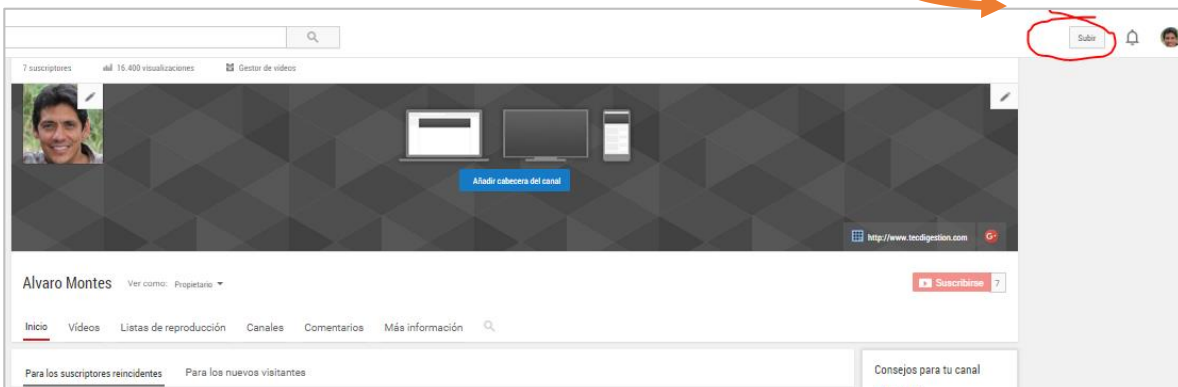 Subir
7 suscriptores 16.400 visualizaciones Gestor de vídeos
Añadir cabecera del canal
http://www.tecdigestion.com G+
Alvaro Montes Ver como: Propietario
Suscribirse 7
Inicio Vídeos Listas de reproducción Canales Comentarios Más información
Para los suscriptores reincidentes Para los nuevos visitantes
Consejos para tu canal